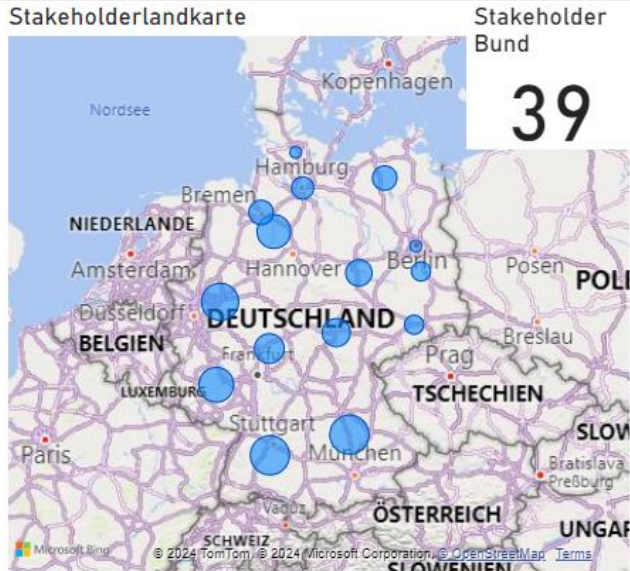 Stakeholderlandkarte
Stakeholder
Bund
39
Kopenhagen
Nordsee
Hamburg
Bremen
NIEDERLANDE
Amsterdam
Hannover
Berlin
Posen
POL
Düsseldorf
DEUTSCHLAND
BELGIEN
Breslau
Frankfurt
Prag
LUXEMBURG
TSCHECHIEN
Stuttgart
SLOW
Paris
München
Bratislava
Preßburg
Vaduz
ÖSTERREICH
UNGAR
SCHWEIZ
SLOWENIEN
Microsoft Bing
© 2024 TomTom, © 2024 Microsoft Corporation, © OpenStreetMap Terms